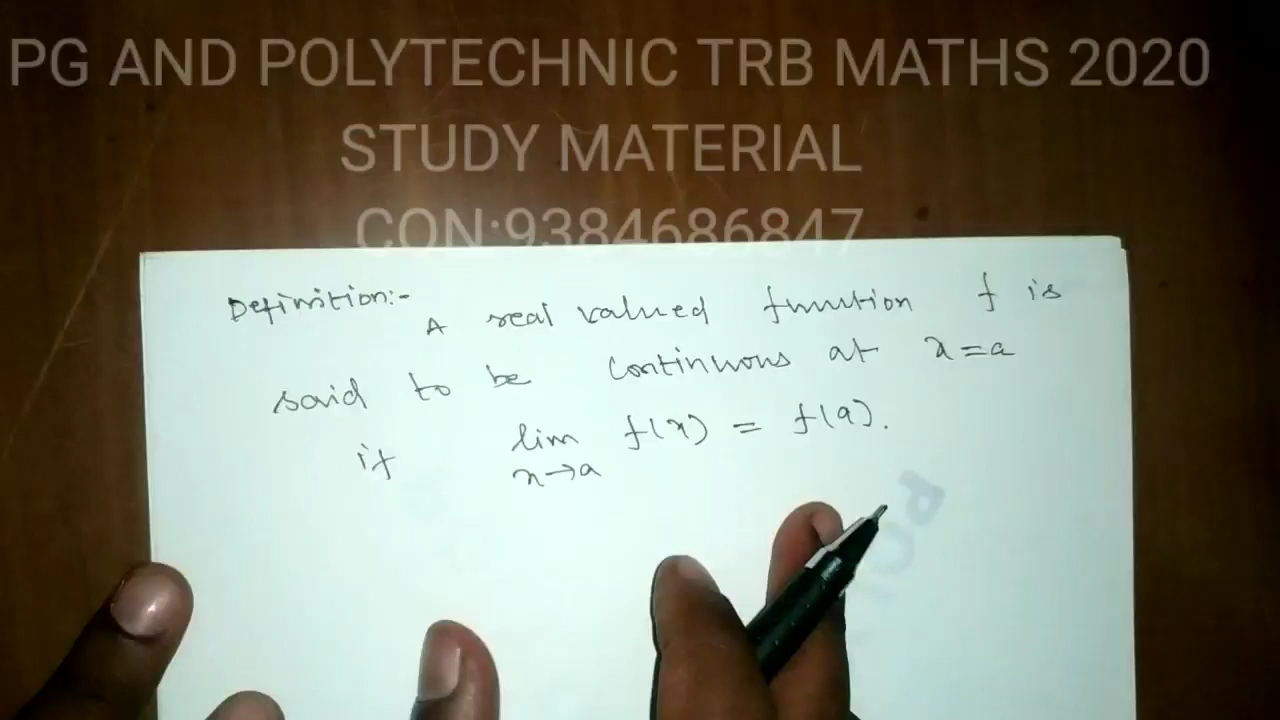 PG AND POLYTECHNIC TRB MATHS 2020
STUDY MATERIAL
CON:9384686847
Definition:-
A real valued function f is
said to be continuous at x=a
if lim f(x) = f(a).
x→a